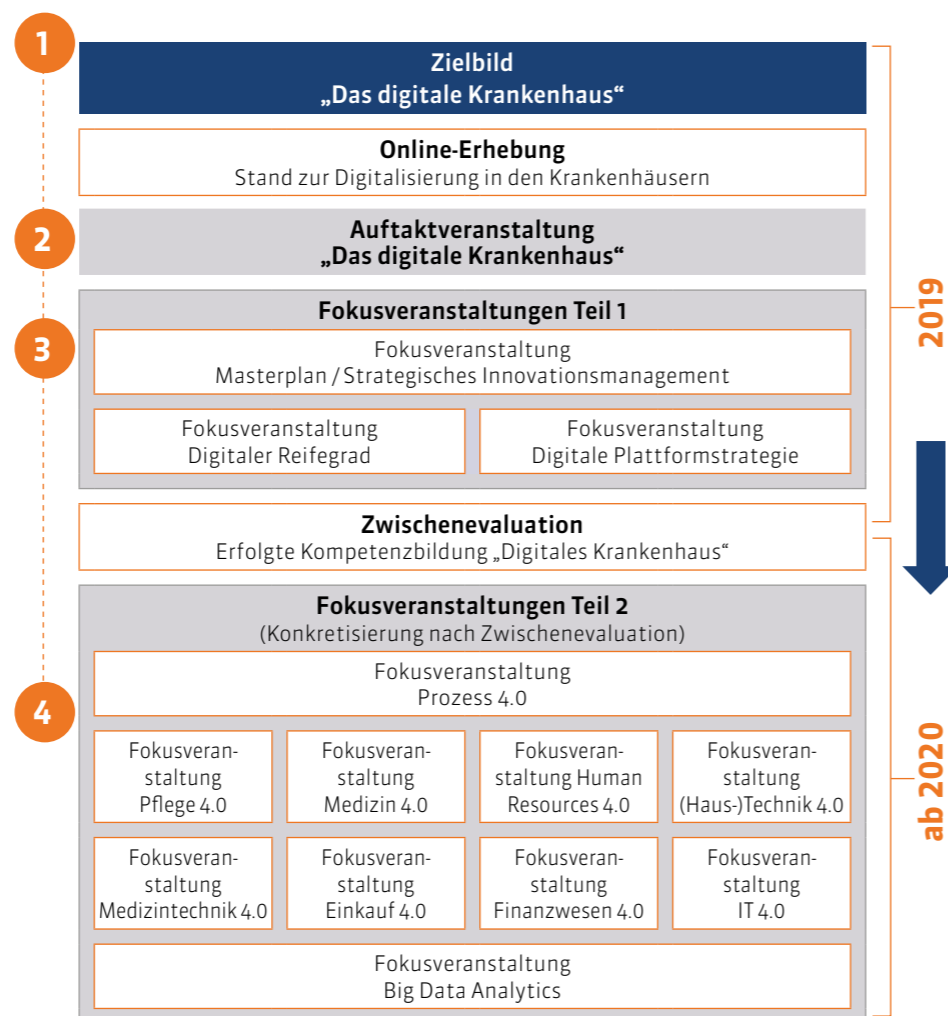 1
Zielbild
„Das digitale Krankenhaus“
Online-Erhebung
Stand zur Digitalisierung in den Krankenhäusern
2
Auftaktveranstaltung
„Das digitale Krankenhaus“
3
Fokusveranstaltungen Teil 1
Fokusveranstaltung
Masterplan / Strategisches Innovationsmanagement
Fokusveranstaltung
Digitaler Reifegrad
Fokusveranstaltung
Digitale Plattformstrategie
2019
Zwischenevaluation
Erfolgte Kompetenzbildung „Digitales Krankenhaus“
4
Fokusveranstaltungen Teil 2
(Konkretisierung nach Zwischenevaluation)
Fokusveranstaltung
Prozess 4.0
Fokusveran-
staltung
Pflege 4.0
Fokusveran-
staltung
Medizin 4.0
Fokusveran-
staltung Human
Resources 4.0
Fokusveran-
staltung
(Haus-)Technik 4.0
Fokusveran-
staltung
Medizintechnik 4.0
Fokusveran-
staltung
Einkauf 4.0
Fokusveran-
staltung
Finanzwesen 4.0
Fokusveran-
staltung
IT 4.0
Fokusveranstaltung
Big Data Analytics
ab 2020